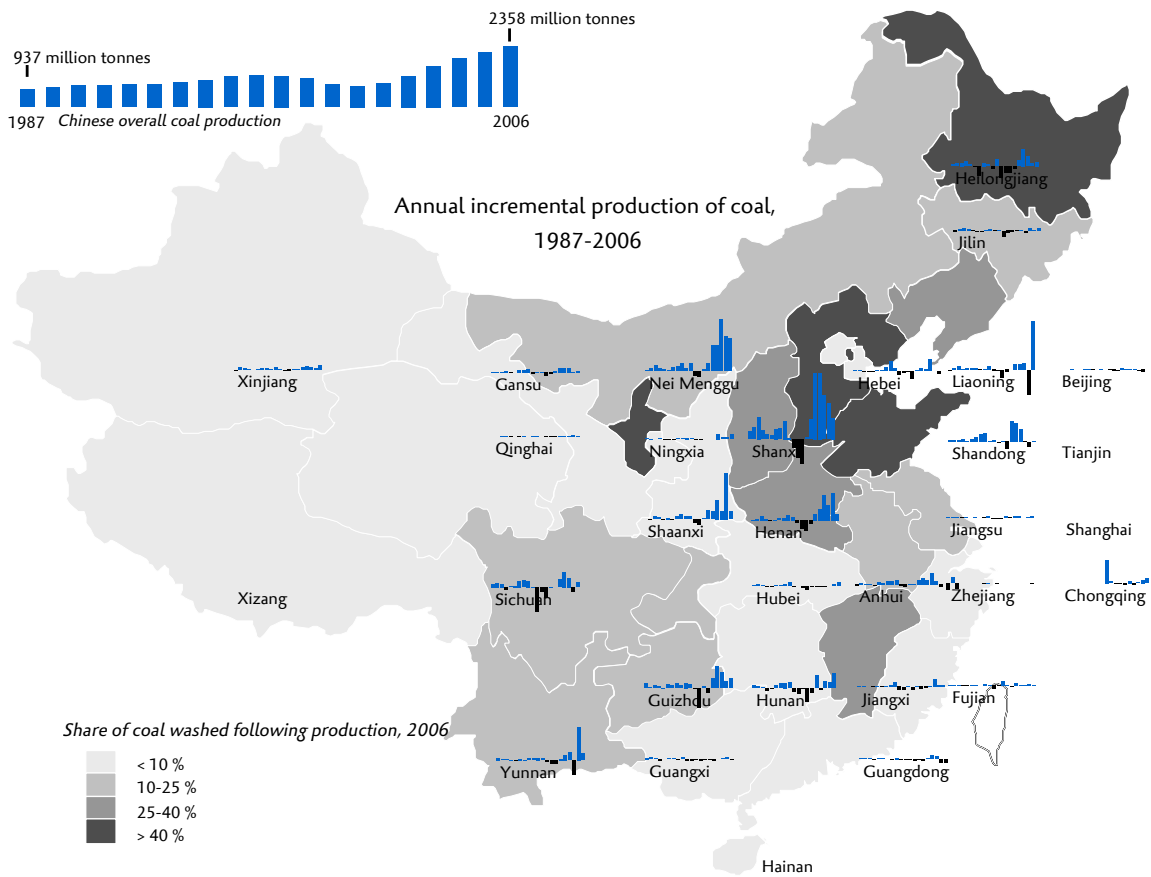 2358 million tonnes
937 million tonnes
1987
Chinese overall coal production
2006
Annual incremental production of coal,
1987-2006
Heilongjiang
Jilin
Xinjiang
Gansu
Nei Menggu
Hebei
Liaoning
Beijing
Qinghai
Ningxia
Shanxi
Shandong
Tianjin
Shaanxi
Henan
Jiangsu
Shanghai
Xizang
Sichuan
Hubei
Anhui
Zhejiang
Chongqing
Guizhou
Hunan
Jiangxi
Fujian
Share of coal washed following production, 2006
< 10 %
10-25 %
25-40 %
> 40 %
Yunnan
Guangxi
Guangdong
Hainan